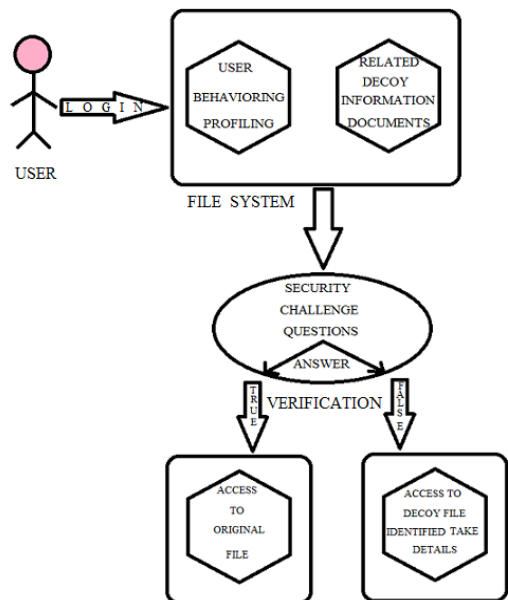 USER
BEHAVIORING
PROFILING
RELATED
DECOY
INFORMATION
DOCUMENTS
LOGIN
USER
FILE SYSTEM
SECURITY
CHALLENGE
QUESTIONS
ANSWER
TRUE
VERIFICATION
FALSE
ACCESS
TO
ORIGINAL
FILE
ACCESS TO
DECOY FILE
IDENTIFIED TAKE
DETAILS